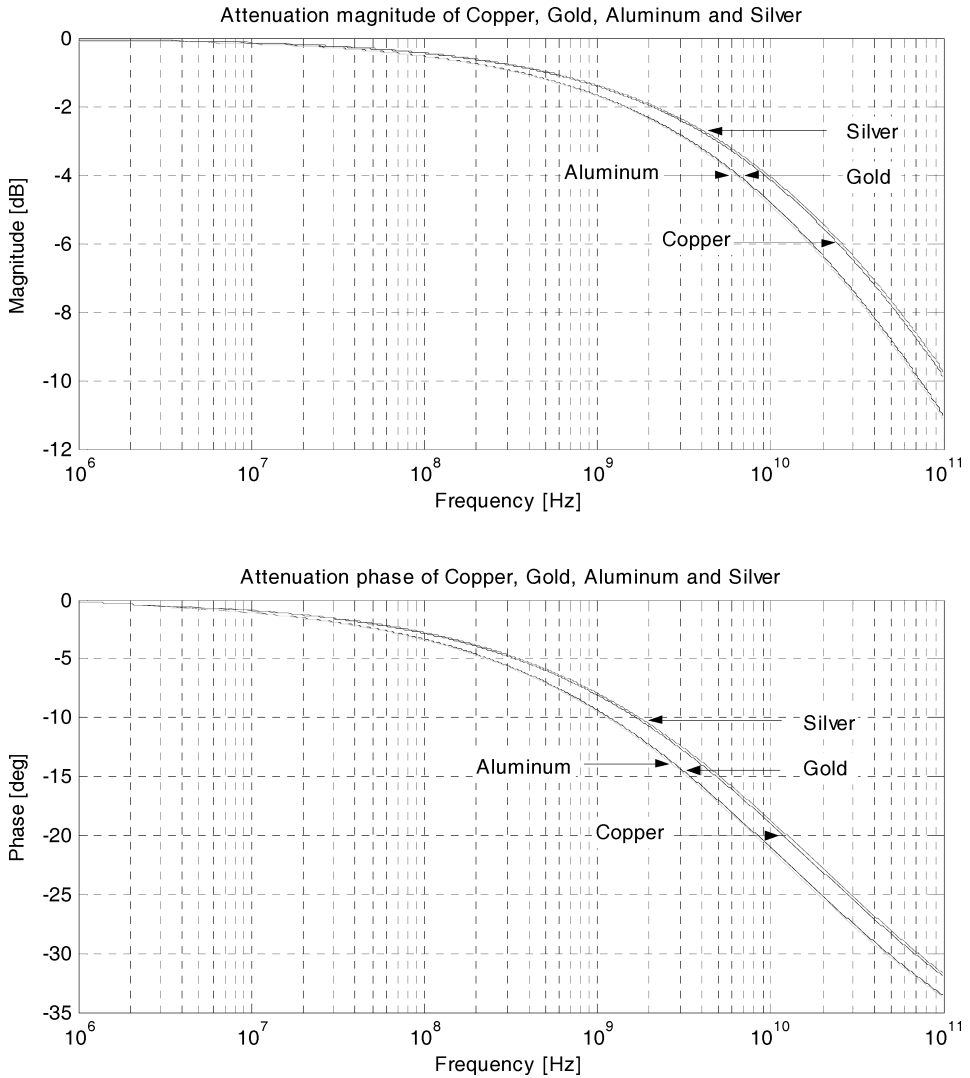 Attenuation magnitude of Copper, Gold, Aluminum and Silver
0
-2
-4
-6
-8
-10
-12
Magnitude [dB]
Silver
Aluminum
Gold
Copper
10^6
10^7
10^8
10^9
10^10
10^11
Frequency [Hz]
Attenuation phase of Copper, Gold, Aluminum and Silver
0
-5
-10
-15
-20
-25
-30
-35
Phase [deg]
Silver
Aluminum
Gold
Copper
10^6
10^7
10^8
10^9
10^10
10^11
Frequency [Hz]